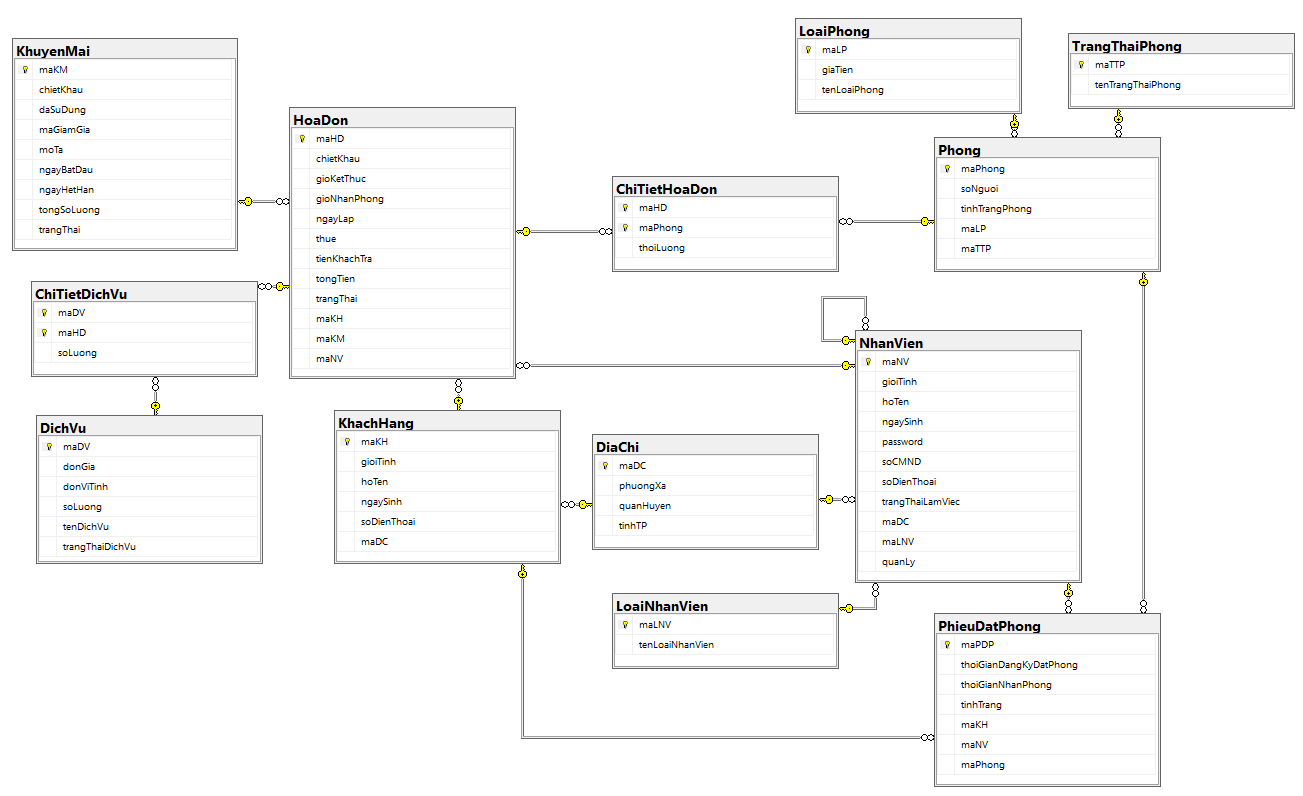 KhuyenMai
maKM
chietKhau
daSuDung
maGiamGia
moTa
ngayBatDau
ngayHetHan
tongSoLuong
trangThai
HoaDon
maHD
chietKhau
gioKetThuc
gioNhanPhong
ngayLap
thue
tienKhachTra
tongTien
trangThai
maKH
maKM
maNV
LoaiPhong
maLP
giaTien
tenLoaiPhong
TrangThaiPhong
maTTP
tenTrangThaiPhong
Phong
maPhong
soNguoi
tinhTrangPhong
maLP
maTTP
ChiTietHoaDon
maHD
maPhong
thoiLuong
ChiTietDichVu
maDV
maHD
soLuong
DichVu
maDV
donGia
donViTinh
soLuong
tenDichVu
trangThaiDichVu
KhachHang
maKH
gioiTinh
hoTen
ngaySinh
soDienThoai
maDC
DiaChi
maDC
phuongXa
quanHuyen
tinhTP
NhanVien
maNV
gioiTinh
hoTen
ngaySinh
password
soCMND
soDienThoai
trangThaiLamViec
maDC
maLNV
quanLy
LoaiNhanVien
maLNV
tenLoaiNhanVien
PhieuDatPhong
maPDP
thoiGianDangKyDatPhong
thoiGianNhanPhong
tinhTrang
maKH
maNV
maPhong